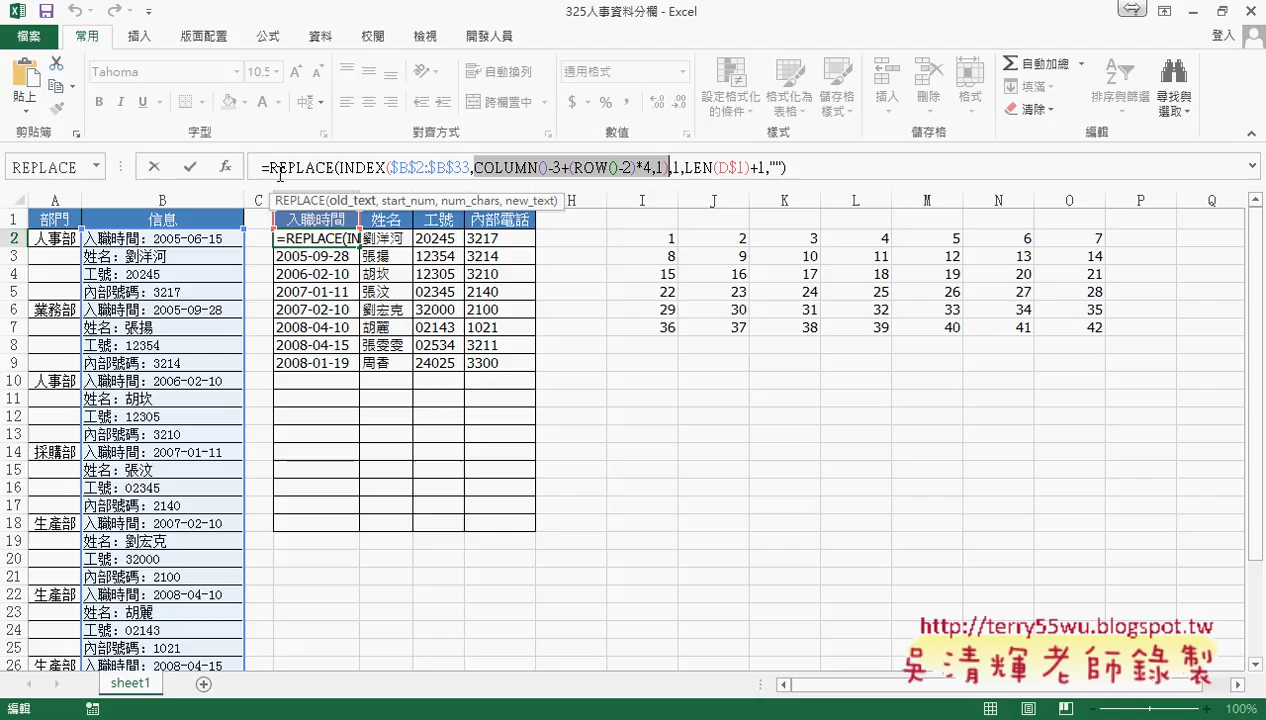 325人事資料分欄 - Excel
檔案 常用 插入 版面配置 公式 資料 校閱 檢視 開發人員 登入
貼上 Tahoma 10.5 自動換列 通用格式 設定格式化的條件 格式化為表格 儲存格樣式 插入 刪除 格式 自動加總 填滿 清除 排序與篩選 尋找與選取
跨欄置中
剪貼簿 字型 對齊方式 數值 樣式 儲存格 編輯
REPLACE =REPLACE(INDEX($B$2:$B$33,COLUMN()-3+(ROW()-2)*4,1),1,LEN(D$1)+1,"")
REPLACE(old_text, start_num, num_chars, new_text)
A B C H I J K L M N O P Q
1 部門 信息 入職時間 姓名 工號 內部電話
2 人事部 入職時間：2005-06-15 =REPLACE(IN 劉洋河 20245 3217 1 2 3 4 5 6 7
3 姓名：劉洋河 2005-09-28 張揚 12354 3214 8 9 10 11 12 13 14
4 工號：20245 2006-02-10 胡坎 12305 3210 15 16 17 18 19 20 21
5 內部號碼：3217 2007-01-11 張汶 02345 2140 22 23 24 25 26 27 28
6 業務部 入職時間：2005-09-28 2007-02-10 劉宏克 32000 2100 29 30 31 32 33 34 35
7 姓名：張揚 2008-04-10 胡麗 02143 1021 36 37 38 39 40 41 42
8 工號：12354 2008-04-15 張雯雯 02534 3211
9 內部號碼：3214 2008-01-19 周香 24025 3300
10 人事部 入職時間：2006-02-10
11 姓名：胡坎
12 工號：12305
13 內部號碼：3210
14 採購部 入職時間：2007-01-11
15 姓名：張汶
16 工號：02345
17 內部號碼：2140
18 生產部 入職時間：2007-02-10
19 姓名：劉宏克
20 工號：32000
21 內部號碼：2100
22 生產部 入職時間：2008-04-10
23 姓名：胡麗
24 工號：02143
25 內部號碼：1021
26 生產部 入職時間：2008-04-15
http://terry55wu.blogspot.tw
吳清輝老師錄製
sheet1
編輯 100%